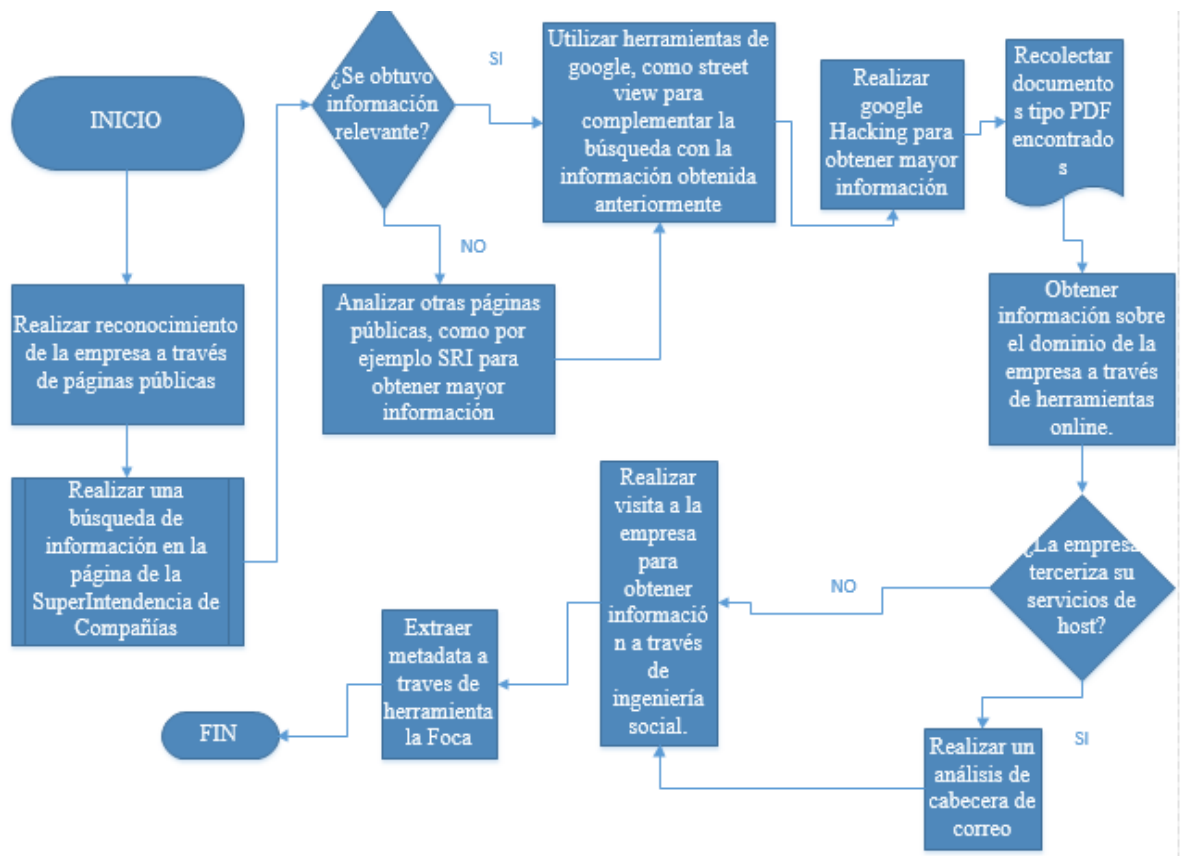 INICIO
Realizar reconocimiento
de la empresa a través
de páginas públicas
Realizar una
búsqueda de
información en la
página de la
SuperIntendencia de
Compañías
¿Se obtuvo
información
relevante?
SI
NO
Analizar otras páginas
públicas, como por
ejemplo SRI para
obtener mayor
información
Utilizar herramientas de
google, como street
view para
complementar la
búsqueda con la
información obtenida
anteriormente
Realizar
google
Hacking para
obtener mayor
información
Recolectar
documento
s tipo PDF
encontrado
s
Obtener
información sobre
el dominio de la
empresa a través
de herramientas
online.
¿La empresa
terceriza su
servicios de
host?
NO
SI
Realizar un
análisis de
cabecera de
correo
Realizar
visita a la
empresa
para
obtener
informació
n a través
de
ingeniería
social.
Extraer
metadata a
traves de
herramienta
la Foca
FIN